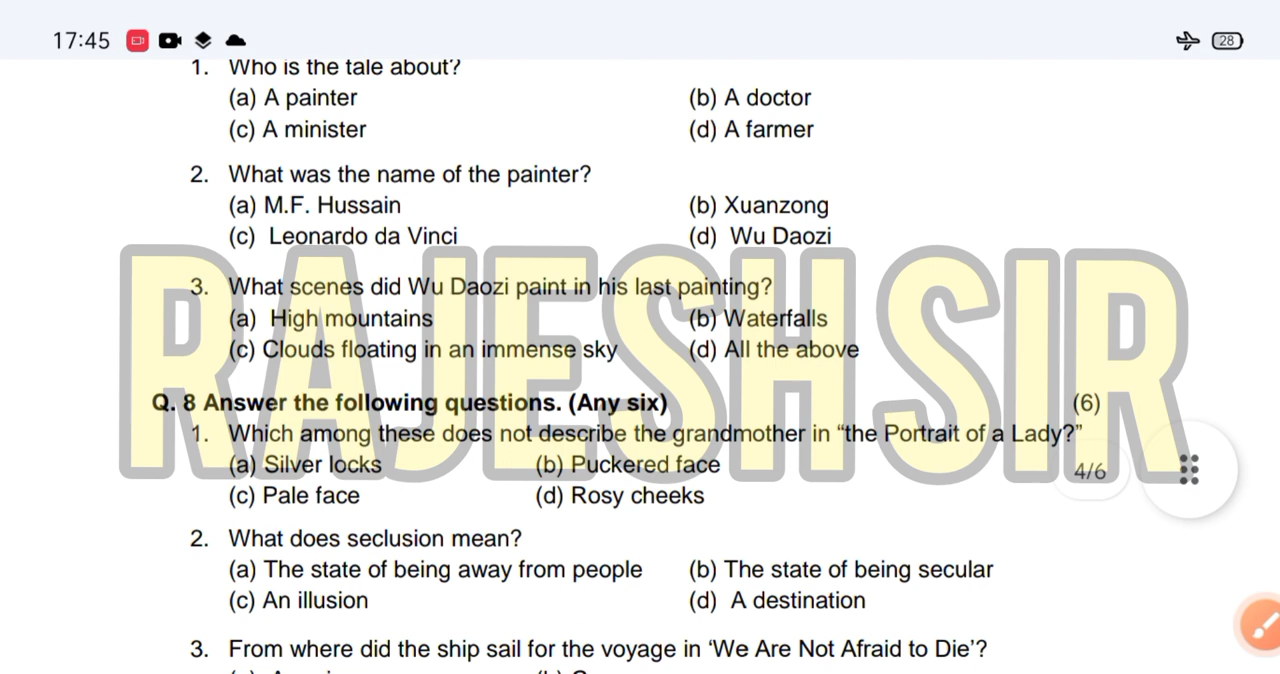 17:45 28
1. Who is the tale about?
(a) A painter (b) A doctor
(c) A minister (d) A farmer
2. What was the name of the painter?
(a) M.F. Hussain (b) Xuanzong
(c) Leonardo da Vinci (d) Wu Daozi
3. What scenes did Wu Daozi paint in his last painting?
(a) High mountains (b) Waterfalls
(c) Clouds floating in an immense sky (d) All the above
RAJESHSIR
Q. 8 Answer the following questions. (Any six) (6)
1. Which among these does not describe the grandmother in “the Portrait of a Lady?”
(a) Silver locks (b) Puckered face
4/6
(c) Pale face (d) Rosy cheeks
2. What does seclusion mean?
(a) The state of being away from people (b) The state of being secular
(c) An illusion (d) A destination
3. From where did the ship sail for the voyage in ‘We Are Not Afraid to Die’?